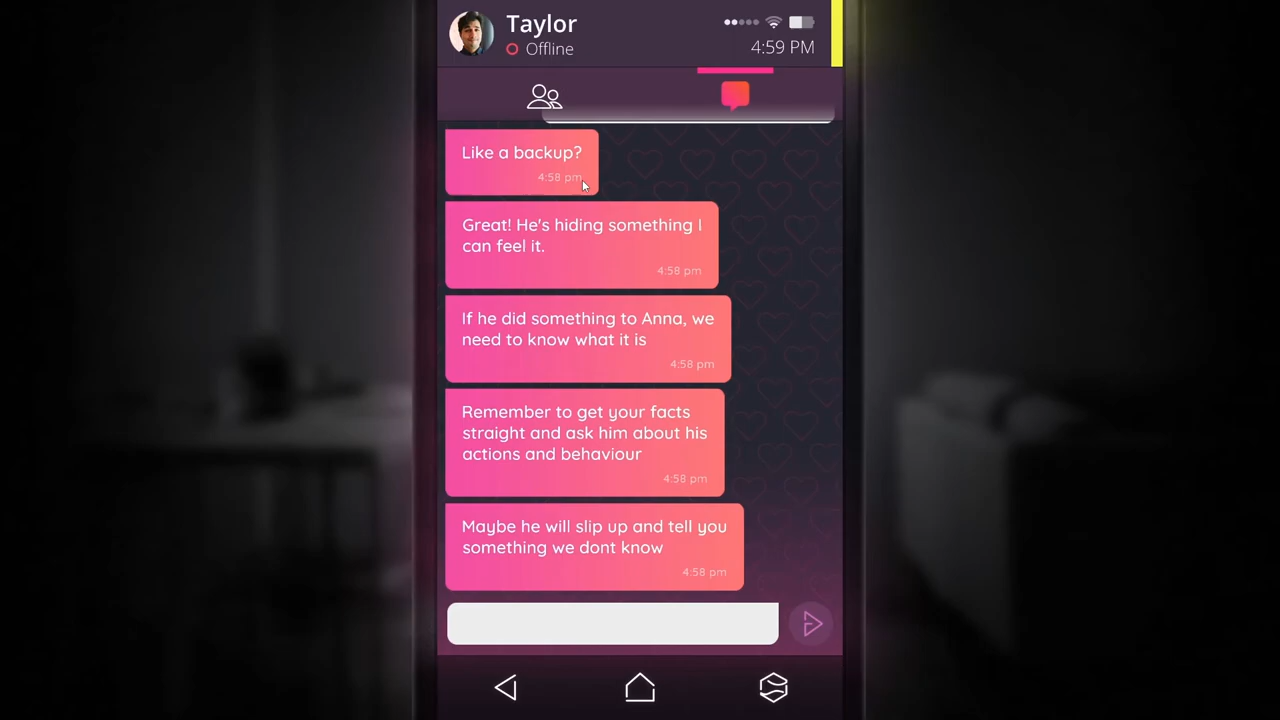 Taylor
Offline
4:59 PM
Like a backup?
4:58 pm
Great! He's hiding something I
can feel it.
4:58 pm
If he did something to Anna, we
need to know what it is
4:58 pm
Remember to get your facts
straight and ask him about his
actions and behaviour
4:58 pm
Maybe he will slip up and tell you
something we dont know
4:58 pm